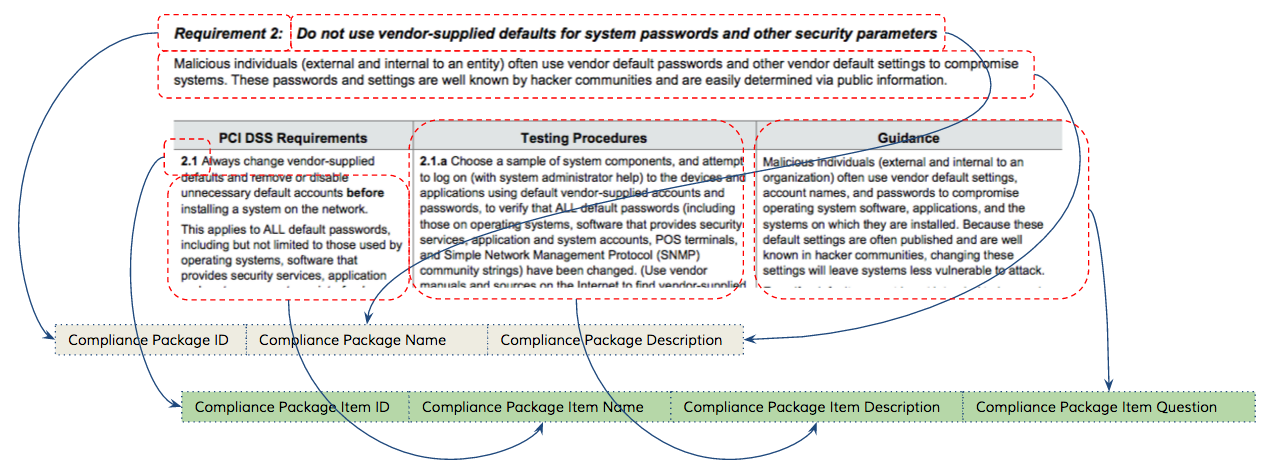 Requirement 2: Do not use vendor-supplied defaults for system passwords and other security parameters
Malicious individuals (external and internal to an entity) often use vendor default passwords and other vendor default settings to compromise
systems. These passwords and settings are well known by hacker communities and are easily determined via public information.
PCI DSS Requirements
2.1 Always change vendor-supplied
defaults and remove or disable
unnecessary default accounts before
installing a system on the network.
This applies to ALL default passwords,
including but not limited to those used by
operating systems, software that
provides security services, application
Testing Procedures
2.1.a Choose a sample of system components, and attempt
to log on (with system administrator help) to the devices and
applications using default vendor-supplied accounts and
passwords, to verify that ALL default passwords (including
those on operating systems, software that provides security
services, application and system accounts, POS terminals,
and Simple Network Management Protocol (SNMP)
community strings) have been changed. (Use vendor
manuals and sources on the Internet to find vendor-supplied
Guidance
Malicious individuals (external and internal to an
organization) often use vendor default settings,
account names, and passwords to compromise
operating system software, applications, and the
systems on which they are installed. Because these
default settings are often published and are well
known in hacker communities, changing these
settings will leave systems less vulnerable to attack.
Compliance Package ID
Compliance Package Name
Compliance Package Description
Compliance Package Item ID
Compliance Package Item Name
Compliance Package Item Description
Compliance Package Item Question